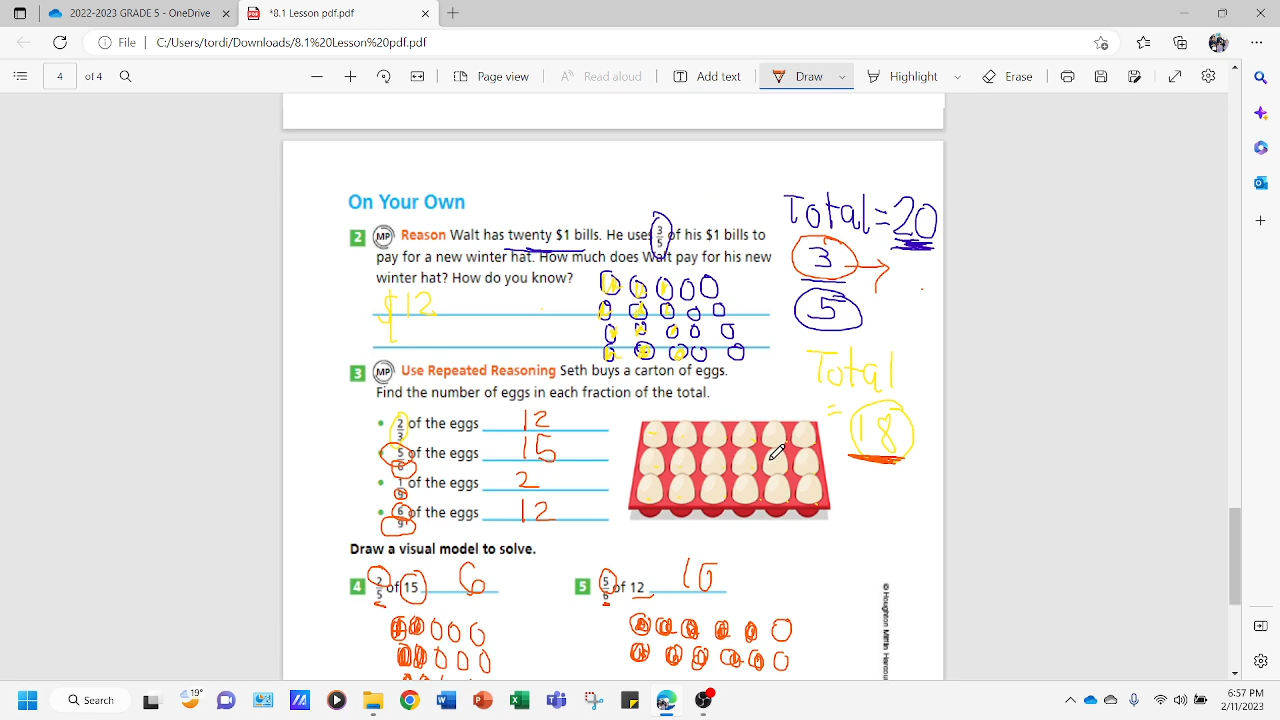 2022-2023 GRADE 5 - OneDrive
*8.1 Lesson pdf.pdf
File
C:/Users/tordi/Downloads/8.1%20Lesson%20pdf.pdf
4 of 4
Page view
Read aloud
Add text
Draw
Highlight
Erase
On Your Own
Total = 20
2 MP Reason Walt has twenty $1 bills. He uses 3/5 of his $1 bills to
pay for a new winter hat. How much does Walt pay for his new
winter hat? How do you know?
3
5
$12
Total
= 18
3 MP Use Repeated Reasoning Seth buys a carton of eggs.
Find the number of eggs in each fraction of the total.
• 2/3 of the eggs 12
• 5/6 of the eggs 15
• 1/9 of the eggs 2
• 6/9 of the eggs 12
Draw a visual model to solve.
4 2/5 of 15 6
5 5/6 of 12 10
© Houghton Mifflin Harcourt
Search
19°
6:57 PM
2/1/2023